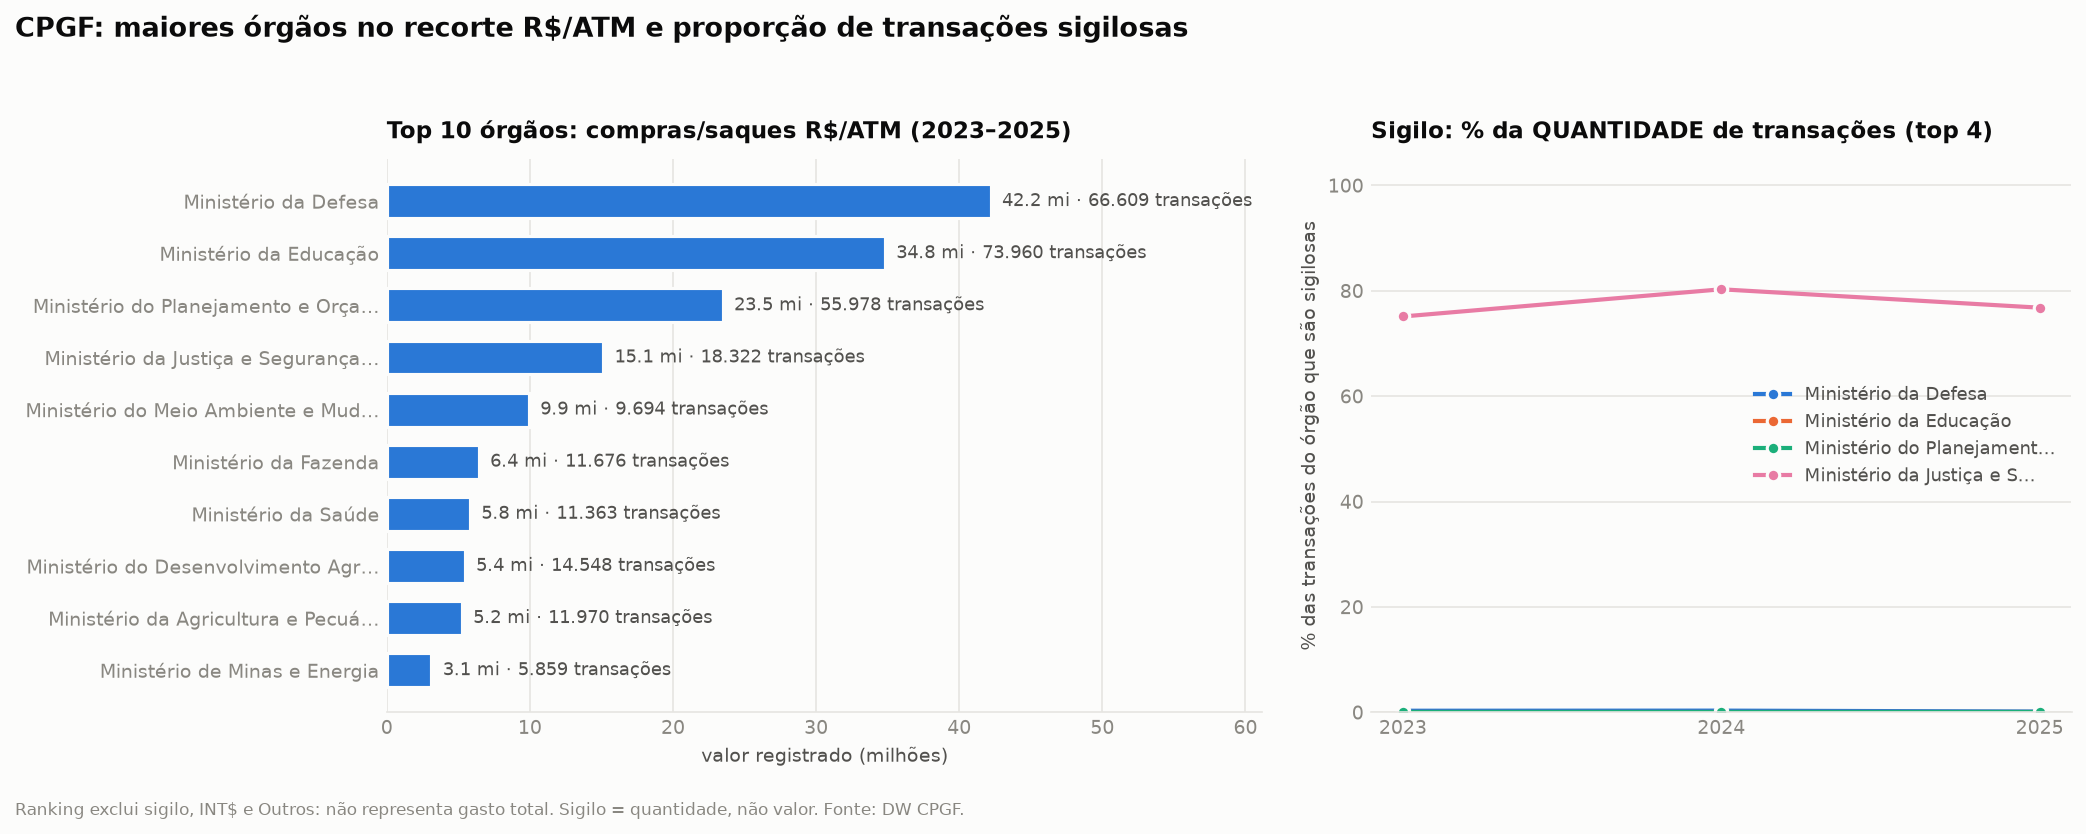 CPGF: maiores órgãos no recorte R$/ATM e proporção de transações sigilosas
Top 10 órgãos: compras/saques R$/ATM (2023–2025)
Ministério da Defesa
42.2 mi · 66.609 transações
Ministério da Educação
34.8 mi · 73.960 transações
Ministério do Planejamento e Orça…
23.5 mi · 55.978 transações
Ministério da Justiça e Segurança…
15.1 mi · 18.322 transações
Ministério do Meio Ambiente e Mud…
9.9 mi · 9.694 transações
Ministério da Fazenda
6.4 mi · 11.676 transações
Ministério da Saúde
5.8 mi · 11.363 transações
Ministério do Desenvolvimento Agr…
5.4 mi · 14.548 transações
Ministério da Agricultura e Pecuá…
5.2 mi · 11.970 transações
Ministério de Minas e Energia
3.1 mi · 5.859 transações
0 10 20 30 40 50 60
valor registrado (milhões)
Sigilo: % da QUANTIDADE de transações (top 4)
% das transações do órgão que são sigilosas
100
80
60
40
20
0
Ministério da Defesa
Ministério da Educação
Ministério do Planejament…
Ministério da Justiça e S…
2023 2024 2025
Ranking exclui sigilo, INT$ e Outros: não representa gasto total. Sigilo = quantidade, não valor. Fonte: DW CPGF.